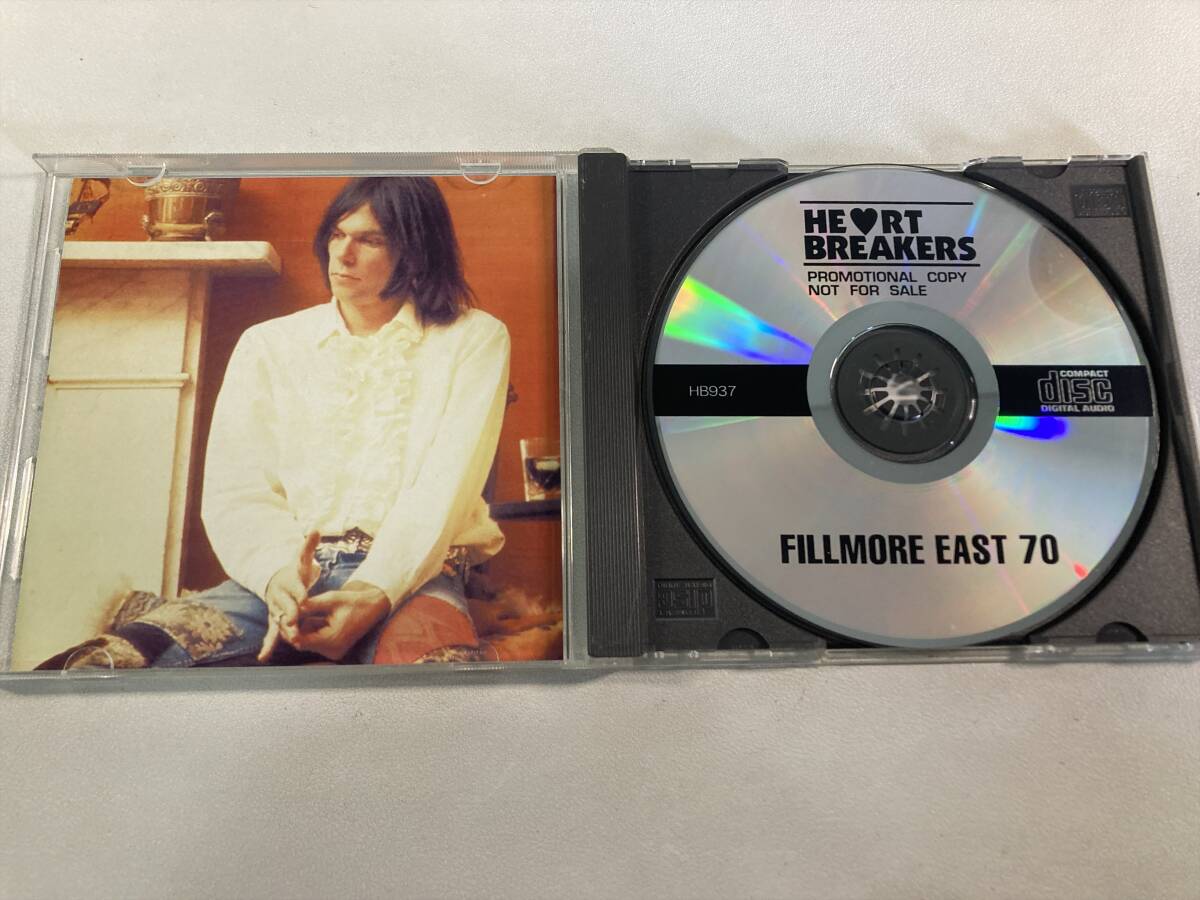 HE♥RT
BREAKERS
PROMOTIONAL COPY
NOT FOR SALE
HB937
COMPACT
disc
DIGITAL AUDIO
FILLMORE EAST 70